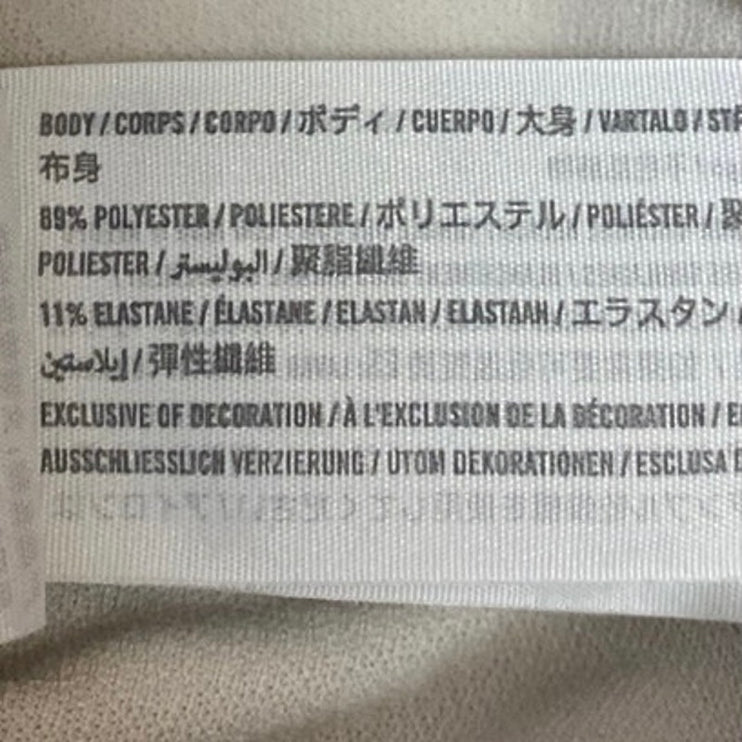 BODY / CORPS / CORPO / ボディ / CUERPO / 大身 / VARTALO /
布身
89% POLYESTER / POLIESTERE / ポリエステル / POLIÉSTER /
POLIESTER / البوليستر / 聚酯纖維
11% ELASTANE / ÉLASTANE / ELASTAN / ELASTAAN / エラスタン
إيلاستين / 彈性纖維
EXCLUSIVE OF DECORATION / À L'EXCLUSION DE LA DÉCORATION /
AUSSCHLIESSLICH VERZIERUNG / UTOM DEKORATIONEN / ESCLUSA